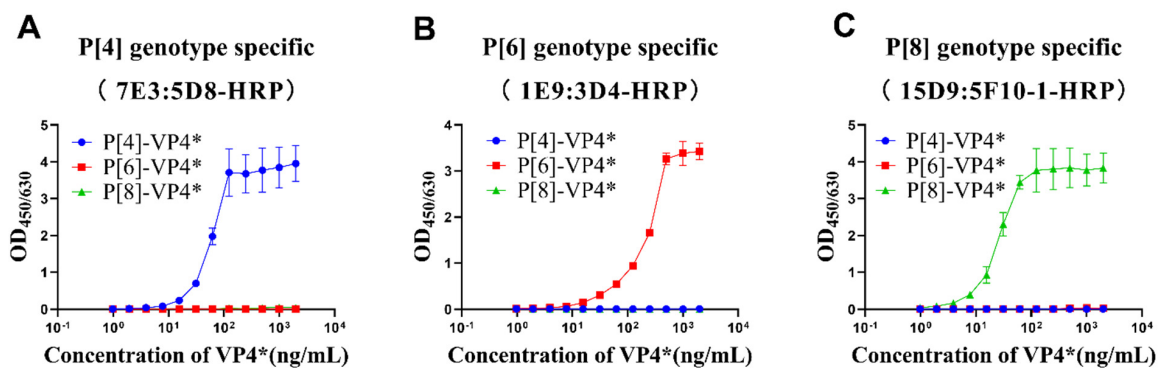 A
P[4] genotype specific
( 7E3:5D8-HRP)
P[4]-VP4*
P[6]-VP4*
P[8]-VP4*
5
4
3
2
1
0
OD450/630
10-1 100 101 102 103 104
Concentration of VP4*(ng/mL)
B
P[6] genotype specific
( 1E9:3D4-HRP)
P[4]-VP4*
P[6]-VP4*
P[8]-VP4*
4
3
2
1
0
OD450/630
10-1 100 101 102 103 104
Concentration of VP4*(ng/mL)
C
P[8] genotype specific
( 15D9:5F10-1-HRP)
P[4]-VP4*
P[6]-VP4*
P[8]-VP4*
5
4
3
2
1
0
OD450/630
10-1 100 101 102 103 104
Concentration of VP4*(ng/mL)